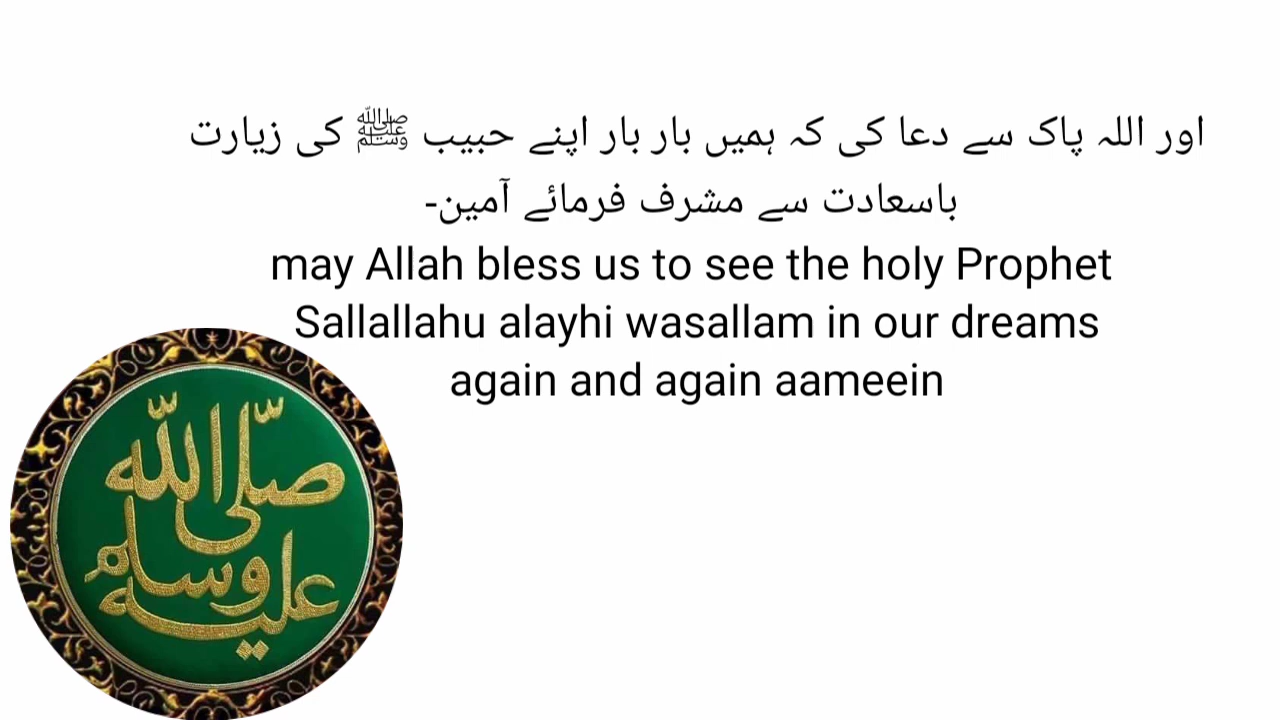 اور اللہ پاک سے دعا کی کہ ہمیں بار بار اپنے حبیب ﷺ کی زیارت
باسعادت سے مشرف فرمائے آمین-
may Allah bless us to see the holy Prophet
Sallallahu alayhi wasallam in our dreams
again and again aameein
صلّى اللّٰه
عليه وسلم